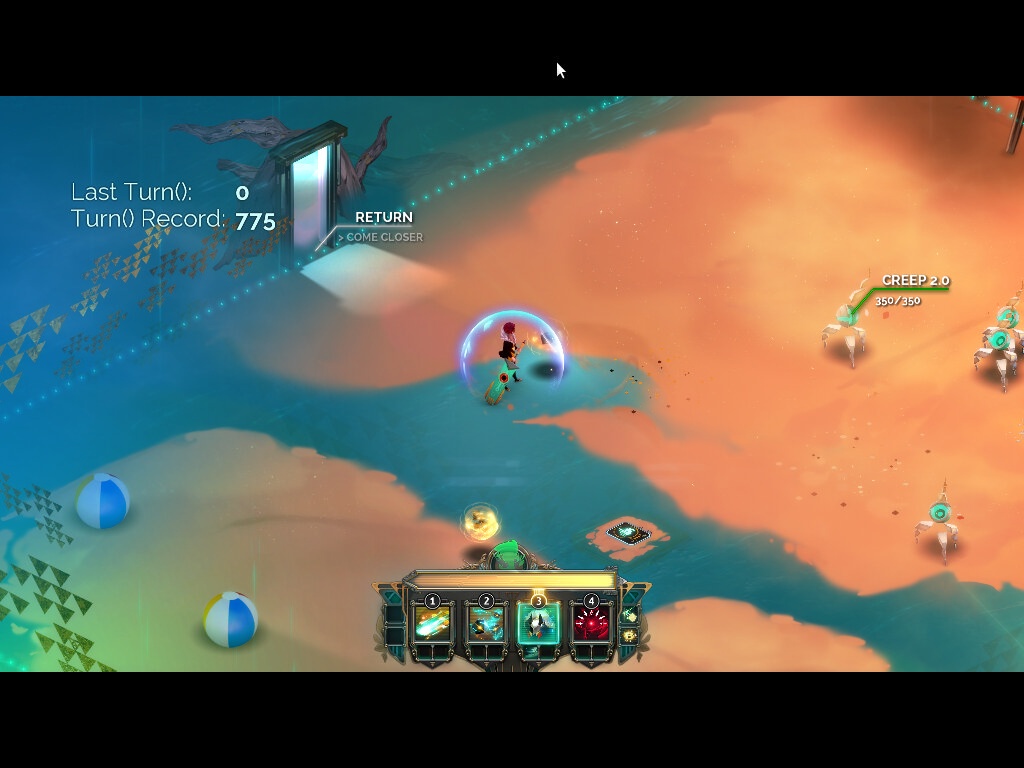 Last Turn(): 0
Turn() Record: 775
RETURN
> COME CLOSER
CREEP 2.0
350/350
1 2 3 4